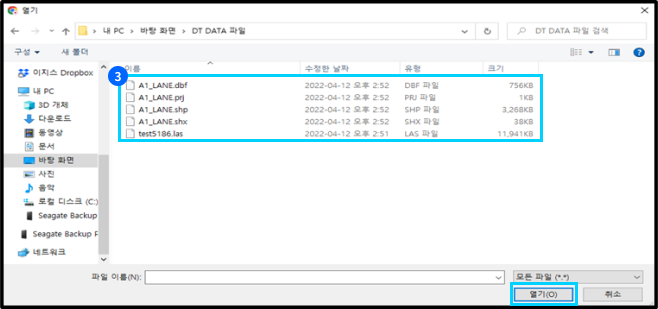 열기
내 PC > 바탕 화면 > DT DATA 파일
DT DATA 파일 검색
구성
새 폴더
이지스 Dropbox
내 PC
3D 개체
다운로드
동영상
문서
바탕 화면
사진
음악
로컬 디스크 (C:)
Seagate Backup
Seagate Backup P
네트워크
3
이름 수정한 날짜 유형 크기
A1_LANE.dbf 2022-04-12 오후 2:52 DBF 파일 756KB
A1_LANE.prj 2022-04-12 오후 2:52 PRJ 파일 1KB
A1_LANE.shp 2022-04-12 오후 2:52 SHP 파일 3,268KB
A1_LANE.shx 2022-04-12 오후 2:52 SHX 파일 38KB
test5186.las 2022-04-12 오후 2:51 LAS 파일 11,941KB
파일 이름(N):
모든 파일 (*.*)
열기(O)
취소